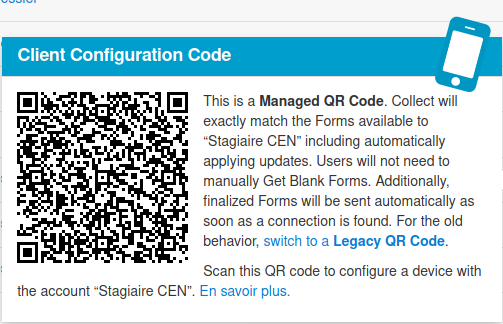 Client Configuration Code
This is a Managed QR Code. Collect will
exactly match the Forms available to
“Stagiaire CEN” including automatically
applying updates. Users will not need to
manually Get Blank Forms. Additionally,
finalized Forms will be sent automatically as
soon as a connection is found. For the old
behavior, switch to a Legacy QR Code.
Scan this QR code to configure a device with
the account “Stagiaire CEN”. En savoir plus.